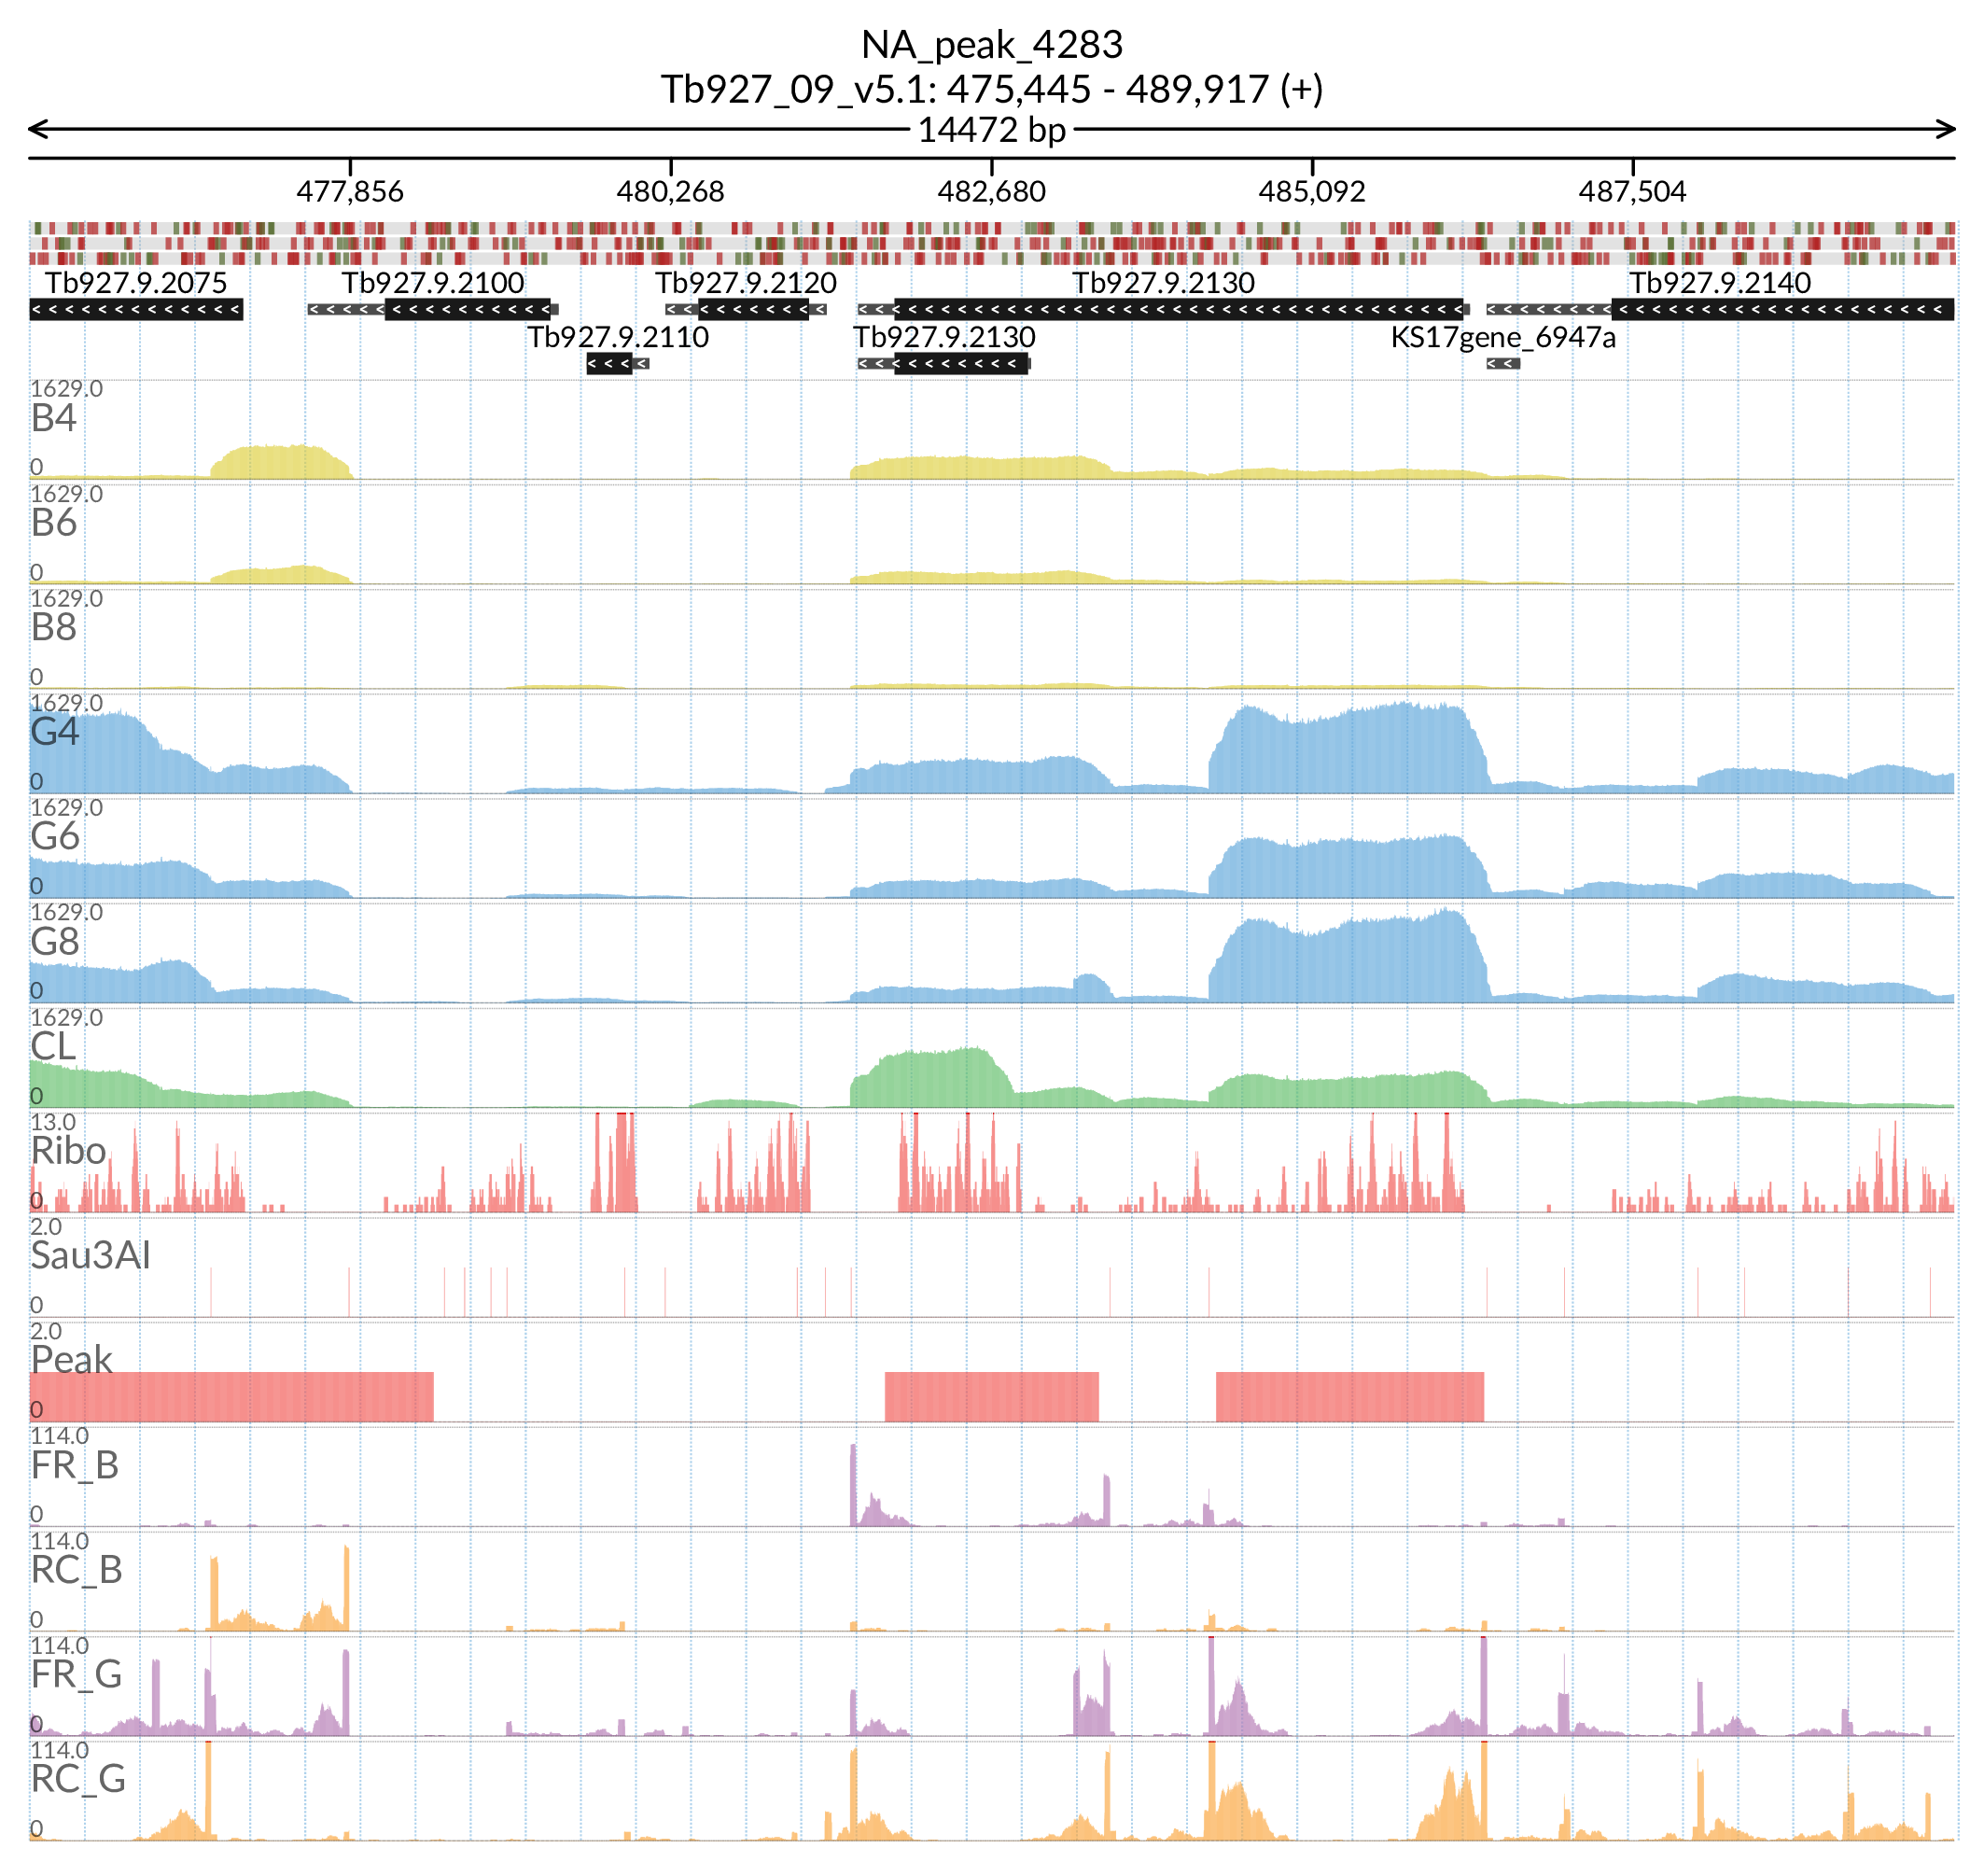 NA_peak_4283
Tb927_09_v5.1: 475,445 - 489,917 (+)
14472 bp
477,856 480,268 482,680 485,092 487,504
Tb927.9.2075 Tb927.9.2100 Tb927.9.2120 Tb927.9.2130 Tb927.9.2140
Tb927.9.2110 Tb927.9.2130 KS17gene_6947a
1629.0
B4
0
1629.0
B6
0
1629.0
B8
0
1629.0
G4
0
1629.0
G6
0
1629.0
G8
0
1629.0
CL
0
13.0
Ribo
0
2.0
Sau3AI
0
2.0
Peak
0
114.0
FR_B
0
114.0
RC_B
0
114.0
FR_G
0
114.0
RC_G
0